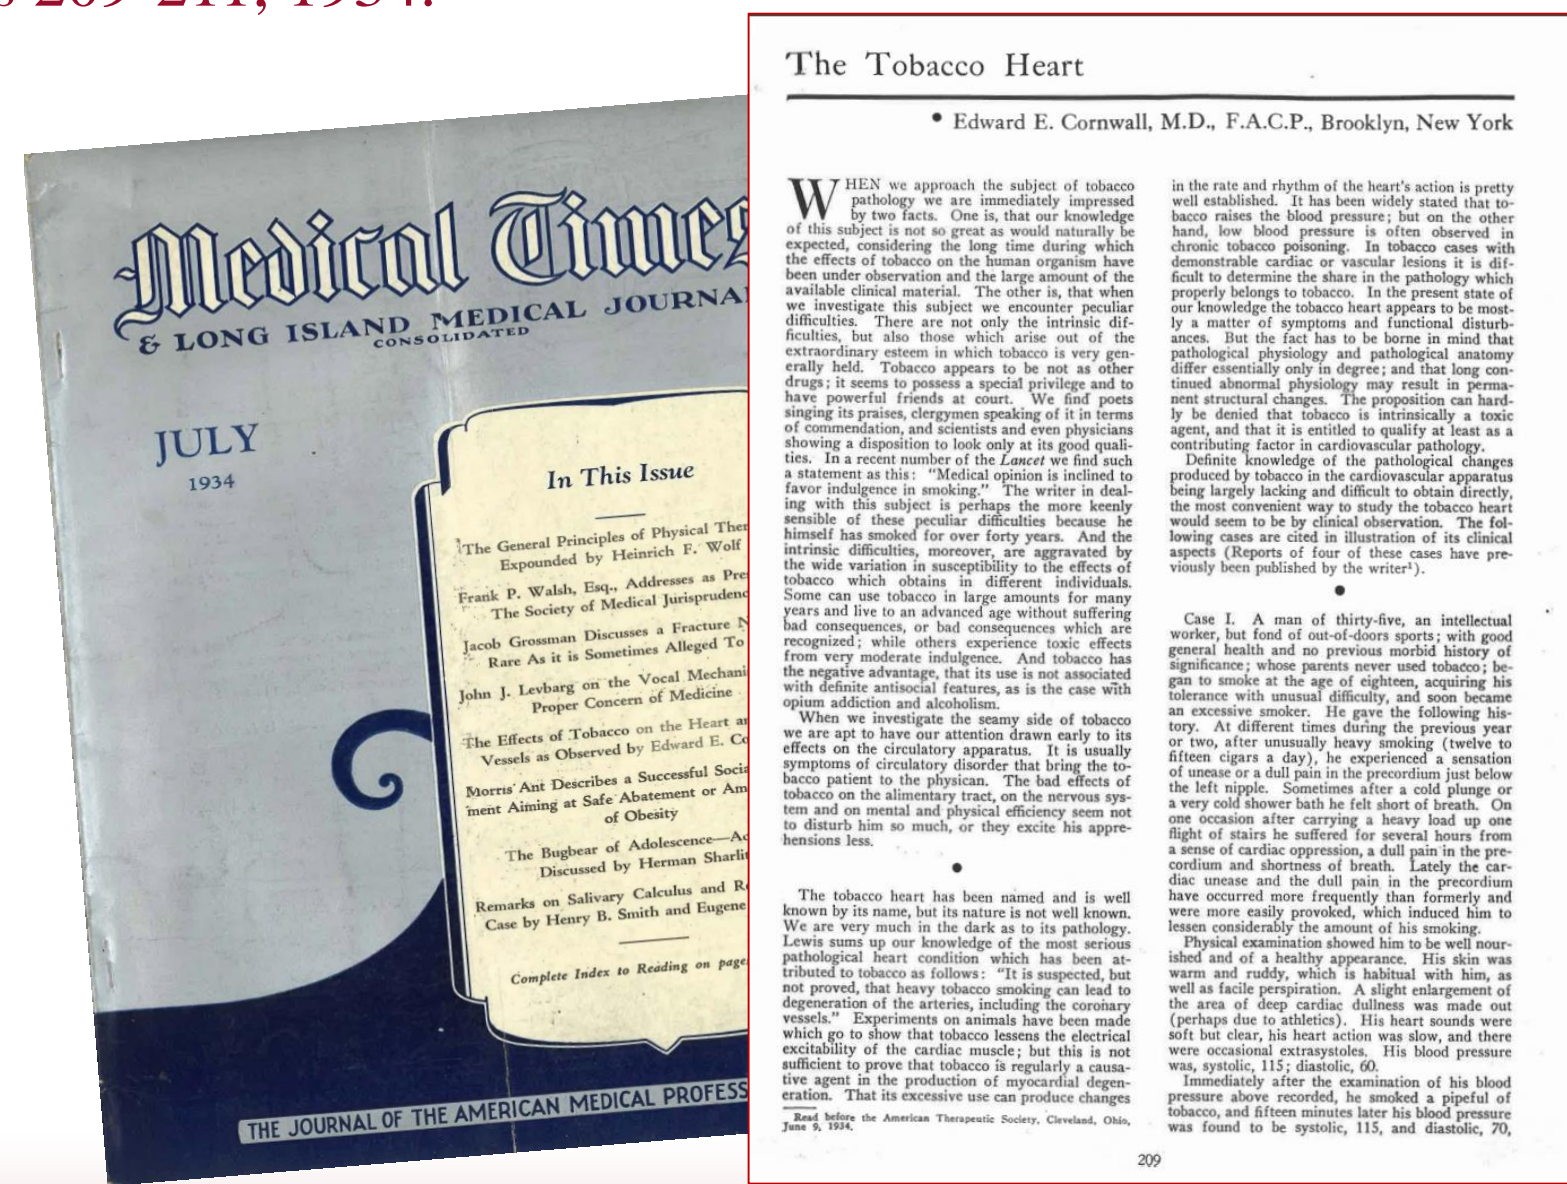 209-211, 1934.
Medical Times
& LONG ISLAND MEDICAL JOURNA
CONSOLIDATED
JULY
1934
In This Issue
The General Principles of Physical Ther
Expounded by Heinrich F. Wolf
Frank P. Walsh, Esq., Addresses as Pre
The Society of Medical Jurisprudenc
Jacob Grossman Discusses a Fracture N
Rare As it is Sometimes Alleged To
John J. Levbarg on the Vocal Mechani
Proper Concern of Medicine
The Effects of Tobacco on the Heart an
Vessels as Observed by Edward E. Co
Morris Ant Describes a Successful Socia
ment Aiming at Safe Abatement or Am
of Obesity
The Bugbear of Adolescence—Ac
Discussed by Herman Sharlit
Remarks on Salivary Calculus and R
Case by Henry B. Smith and Eugene
Complete Index to Reading on page
THE JOURNAL OF THE AMERICAN MEDICAL PROFESS
The Tobacco Heart
• Edward E. Cornwall, M.D., F.A.C.P., Brooklyn, New York
WHEN we approach the subject of tobacco
pathology we are immediately impressed
by two facts. One is, that our knowledge
of this subject is not so great as would naturally be
expected, considering the long time during which
the effects of tobacco on the human organism have
been under observation and the large amount of the
available clinical material. The other is, that when
we investigate this subject we encounter peculiar
difficulties. There are not only the intrinsic dif-
ficulties, but also those which arise out of the
extraordinary esteem in which tobacco is very gen-
erally held. Tobacco appears to be not as other
drugs; it seems to possess a special privilege and to
have powerful friends at court. We find poets
singing its praises, clergymen speaking of it in terms
of commendation, and scientists and even physicians
showing a disposition to look only at its good quali-
ties. In a recent number of the Lancet we find such
a statement as this: "Medical opinion is inclined to
favor indulgence in smoking." The writer in deal-
ing with this subject is perhaps the more keenly
sensible of these peculiar difficulties because he
himself has smoked for over forty years. And the
intrinsic difficulties, moreover, are aggravated by
the wide variation in susceptibility to the effects of
tobacco which obtains in different individuals.
Some can use tobacco in large amounts for many
years and live to an advanced age without suffering
bad consequences, or bad consequences which are
recognized; while others experience toxic effects
from very moderate indulgence. And tobacco has
the negative advantage, that its use is not associated
with definite antisocial features, as is the case with
opium addiction and alcoholism.
When we investigate the seamy side of tobacco
we are apt to have our attention drawn early to its
effects on the circulatory apparatus. It is usually
symptoms of circulatory disorder that bring the to-
bacco patient to the physican. The bad effects of
tobacco on the alimentary tract, on the nervous sys-
tem and on mental and physical efficiency seem not
to disturb him so much, or they excite his appre-
hensions less.
•
The tobacco heart has been named and is well
known by its name, but its nature is not well known.
We are very much in the dark as to its pathology.
Lewis sums up our knowledge of the most serious
pathological heart condition which has been at-
tributed to tobacco as follows: "It is suspected, but
not proved, that heavy tobacco smoking can lead to
degeneration of the arteries, including the coronary
vessels." Experiments on animals have been made
which go to show that tobacco lessens the electrical
excitability of the cardiac muscle; but this is not
sufficient to prove that tobacco is regularly a causa-
tive agent in the production of myocardial degen-
eration. That its excessive use can produce changes
Read before the American Therapeutic Society, Cleveland, Ohio,
June 9, 1934.
in the rate and rhythm of the heart's action is pretty
well established. It has been widely stated that to-
bacco raises the blood pressure; but on the other
hand, low blood pressure is often observed in
chronic tobacco poisoning. In tobacco cases with
demonstrable cardiac or vascular lesions it is dif-
ficult to determine the share in the pathology which
properly belongs to tobacco. In the present state of
our knowledge the tobacco heart appears to be most-
ly a matter of symptoms and functional disturb-
ances. But the fact has to be borne in mind that
pathological physiology and pathological anatomy
differ essentially only in degree; and that long con-
tinued abnormal physiology may result in perma-
nent structural changes. The proposition can hard-
ly be denied that tobacco is intrinsically a toxic
agent, and that it is entitled to qualify at least as a
contributing factor in cardiovascular pathology.
Definite knowledge of the pathological changes
produced by tobacco in the cardiovascular apparatus
being largely lacking and difficult to obtain directly,
the most convenient way to study the tobacco heart
would seem to be by clinical observation. The fol-
lowing cases are cited in illustration of its clinical
aspects (Reports of four of these cases have pre-
viously been published by the writer¹).
•
Case I. A man of thirty-five, an intellectual
worker, but fond of out-of-doors sports; with good
general health and no previous morbid history of
significance; whose parents never used tobacco; be-
gan to smoke at the age of eighteen, acquiring his
tolerance with unusual difficulty, and soon became
an excessive smoker. He gave the following his-
tory. At different times during the previous year
or two, after unusually heavy smoking (twelve to
fifteen cigars a day), he experienced a sensation
of unease or a dull pain in the precordium just below
the left nipple. Sometimes after a cold plunge or
a very cold shower bath he felt short of breath. On
one occasion after carrying a heavy load up one
flight of stairs he suffered for several hours from
a sense of cardiac oppression, a dull pain in the pre-
cordium and shortness of breath. Lately the car-
diac unease and the dull pain in the precordium
have occurred more frequently than formerly and
were more easily provoked, which induced him to
lessen considerably the amount of his smoking.
Physical examination showed him to be well nour-
ished and of a healthy appearance. His skin was
warm and ruddy, which is habitual with him, as
well as facile perspiration. A slight enlargement of
the area of deep cardiac dullness was made out
(perhaps due to athletics). His heart sounds were
soft but clear, his heart action was slow, and there
were occasional extrasystoles. His blood pressure
was, systolic, 115; diastolic, 60.
Immediately after the examination of his blood
pressure above recorded, he smoked a pipeful of
tobacco, and fifteen minutes later his blood pressure
was found to be systolic, 115, and diastolic, 70,
209